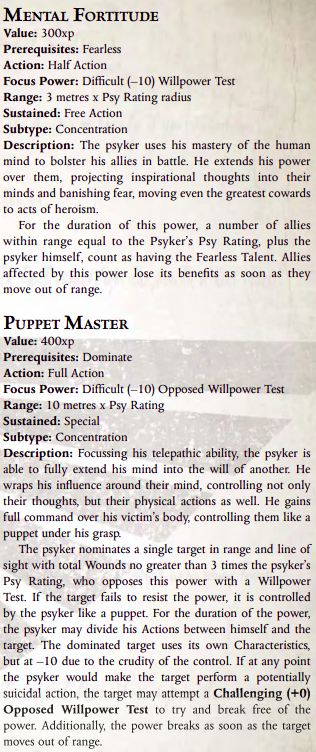 Mental Fortitude
Value: 300xp
Prerequisites: Fearless
Action: Half Action
Focus Power: Difficult (–10) Willpower Test
Range: 3 metres x Psy Rating radius
Sustained: Free Action
Subtype: Concentration
Description: The psyker uses his mastery of the human
mind to bolster his allies in battle. He extends his power
over them, projecting inspirational thoughts into their
minds and banishing fear, moving even the greatest cowards
to acts of heroism.
For the duration of this power, a number of allies
within range equal to the Psyker's Psy Rating, plus the
psyker himself, count as having the Fearless Talent. Allies
affected by this power lose its benefits as soon as they
move out of range.
Puppet Master
Value: 400xp
Prerequisites: Dominate
Action: Full Action
Focus Power: Difficult (–10) Opposed Willpower Test
Range: 10 metres x Psy Rating
Sustained: Special
Subtype: Concentration
Description: Focussing his telepathic ability, the psyker is
able to fully extend his mind into the will of another. He
wraps his influence around their mind, controlling not only
their thoughts, but their physical actions as well. He gains
full command over his victim's body, controlling them like a
puppet under his grasp.
The psyker nominates a single target in range and line of
sight with total Wounds no greater than 3 times the psyker's
Psy Rating, who opposes this power with a Willpower
Test. If the target fails to resist the power, it is controlled
by the psyker like a puppet. For the duration of the power,
the psyker may divide his Actions between himself and the
target. The dominated target uses its own Characteristics,
but at –10 due to the crudity of the control. If at any point
the psyker would make the target perform a potentially
suicidal action, the target may attempt a Challenging (+0)
Opposed Willpower Test to try and break free of the
power. Additionally, the power breaks as soon as the target
moves out of range.